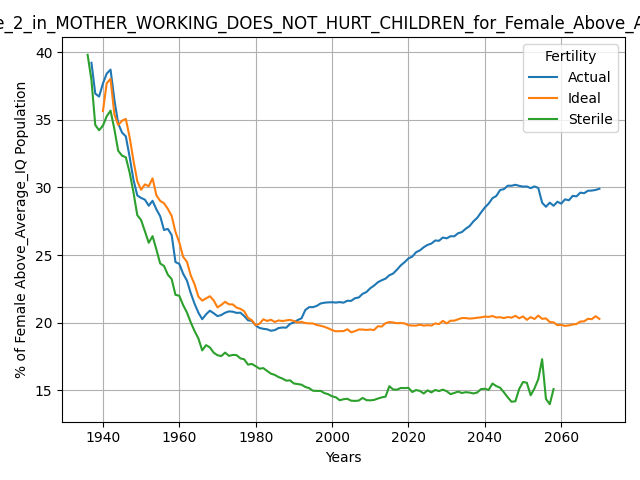 e_2_in_MOTHER_WORKING_DOES_NOT_HURT_CHILDREN_for_Female_Above_A
Fertility
Actual
Ideal
Sterile
% of Female Above_Average_IQ Population
40
35
30
25
20
15
1940 1960 1980 2000 2020 2040 2060
Years